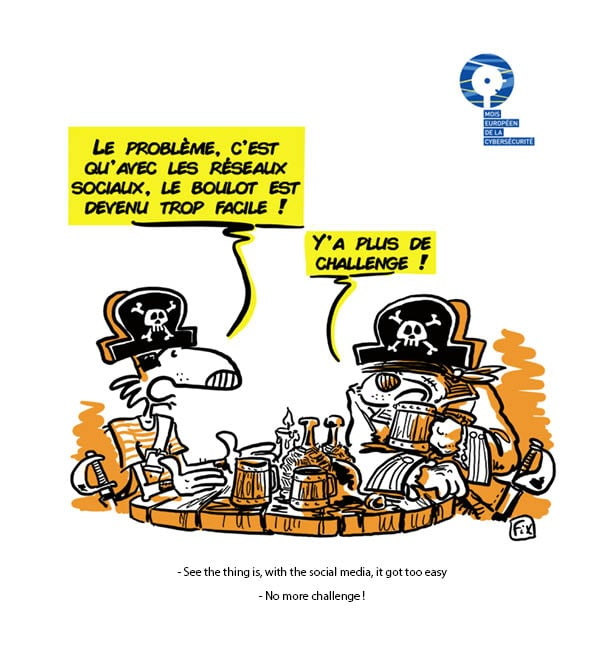 MOIS
EUROPÉEN
DE LA
CYBERSÉCURITÉ
LE PROBLÈME, C'EST
QU'AVEC LES RÉSEAUX
SOCIAUX, LE BOULOT EST
DEVENU TROP FACILE !
Y'A PLUS DE
CHALLENGE !
FIX
- See the thing is, with the social media, it got too easy
- No more challenge !